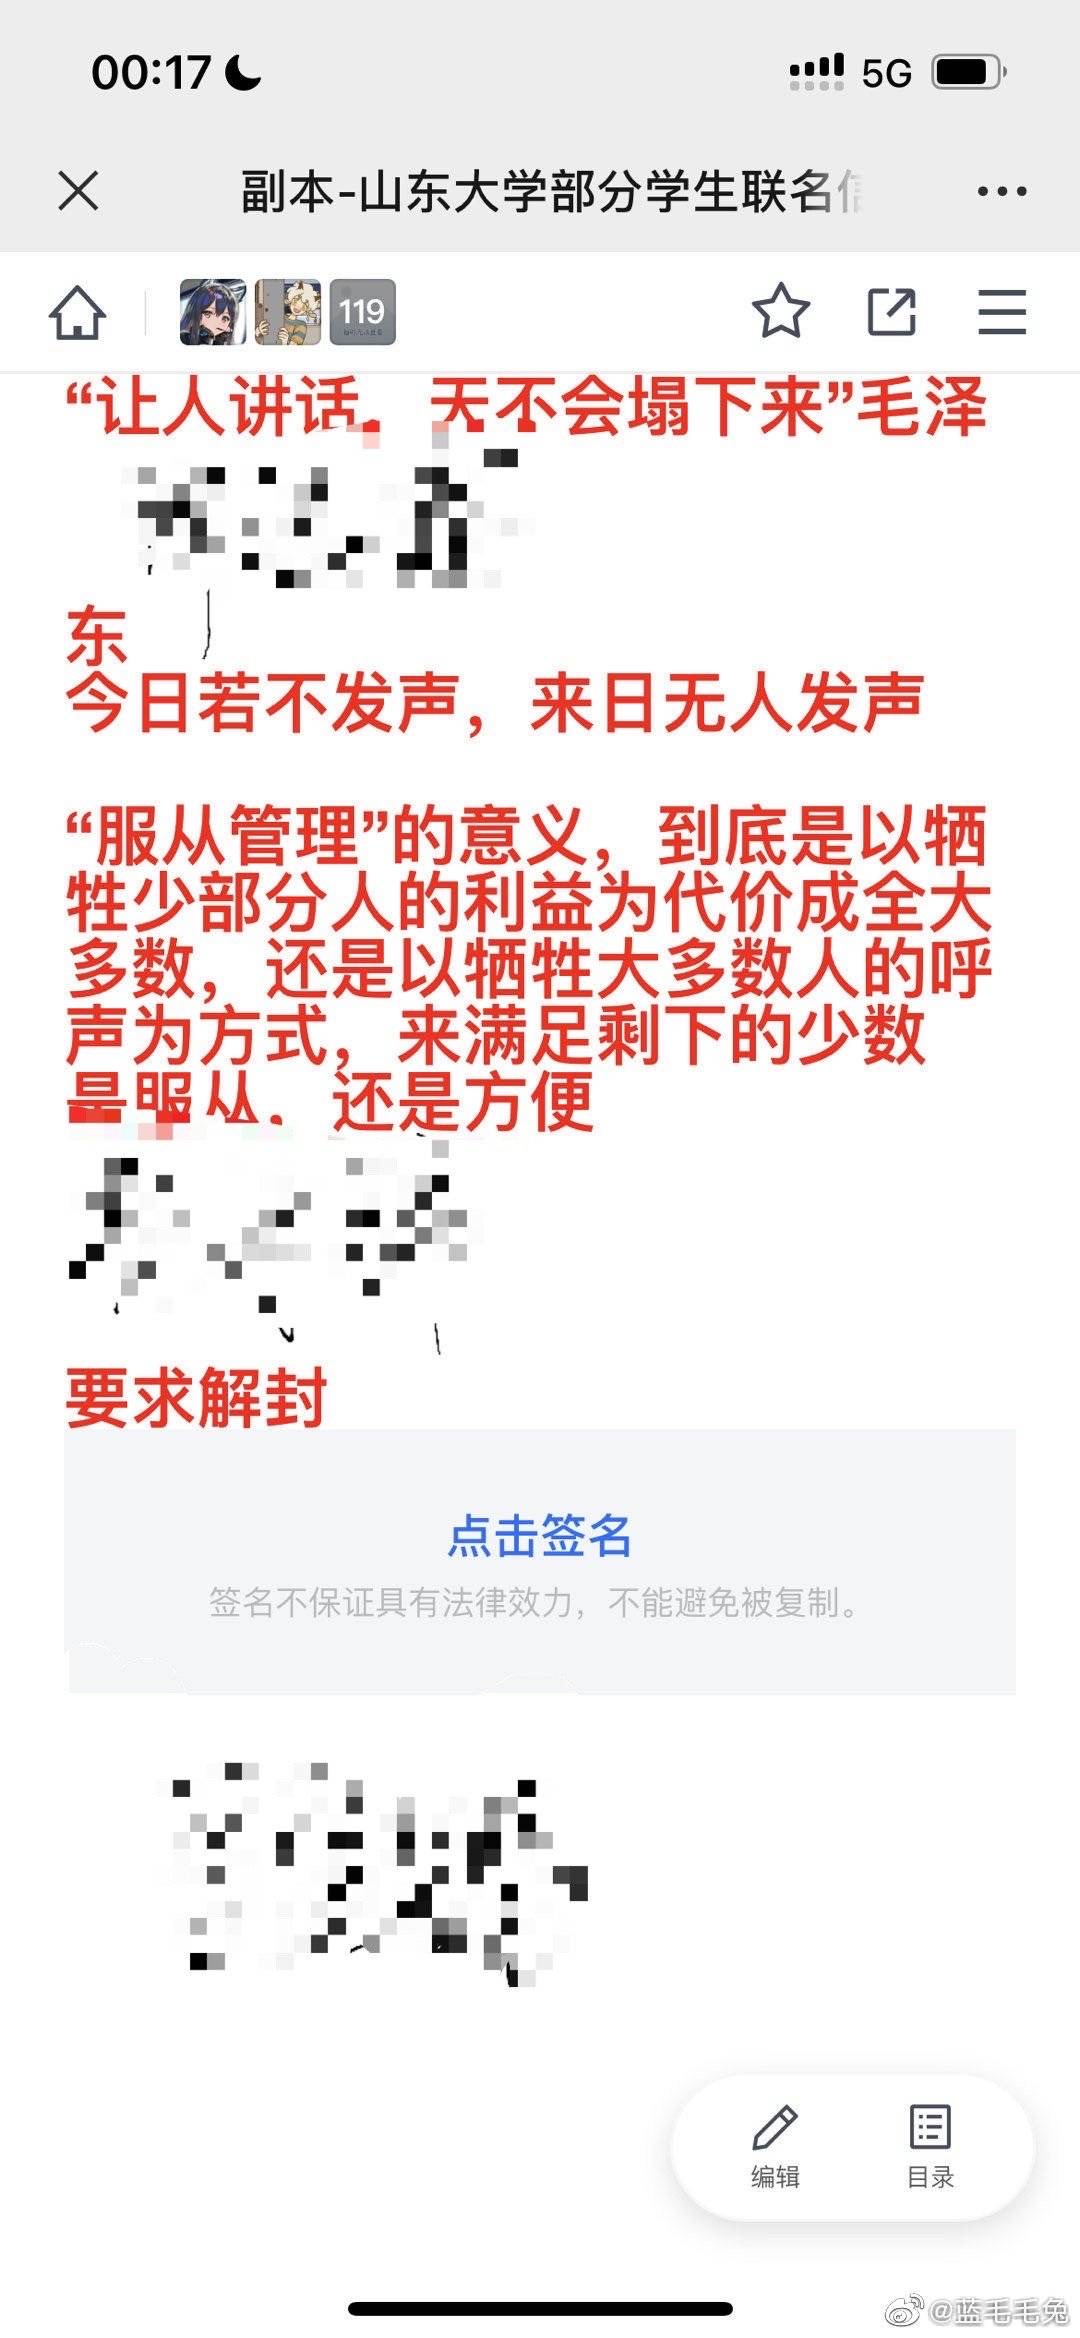 00:17
5G
副本-山东大学部分学生联名信
119
“让人讲话，天不会塌下来”毛泽
东
今日若不发声，来日无人发声
“服从管理”的意义，到底是以牺
牲少部分人的利益为代价成全大
多数，还是以牺牲大多数人的呼
声为方式，来满足剩下的少数
是服从，还是方便
要求解封
点击签名
签名不保证具有法律效力，不能避免被复制。
编辑
目录
@蓝毛毛兔